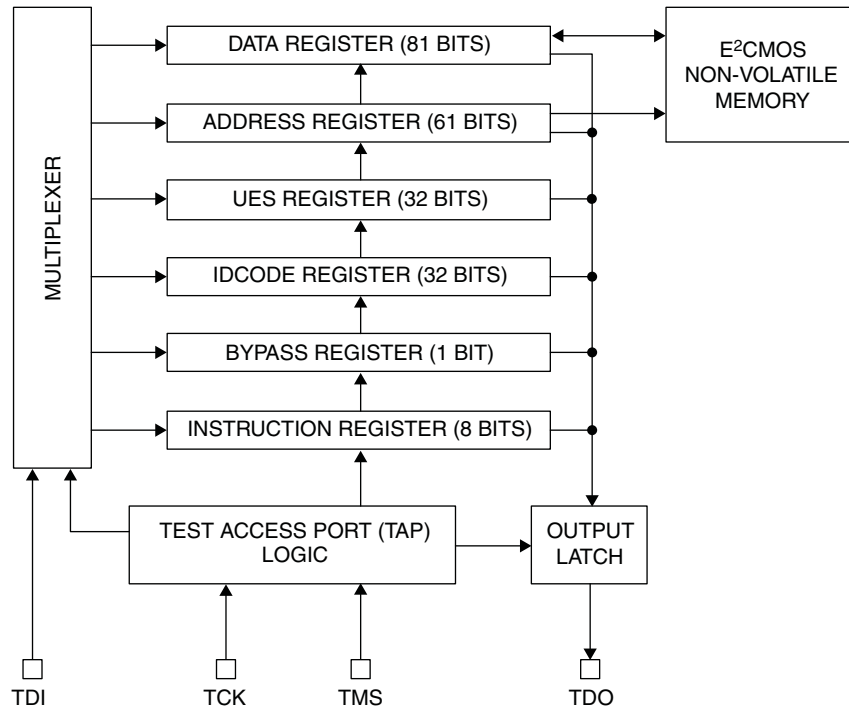 DATA REGISTER (81 BITS)
E²CMOS
NON-VOLATILE
MEMORY
ADDRESS REGISTER (61 BITS)
MULTIPLEXER
UES REGISTER (32 BITS)
IDCODE REGISTER (32 BITS)
BYPASS REGISTER (1 BIT)
INSTRUCTION REGISTER (8 BITS)
TEST ACCESS PORT (TAP)
LOGIC
OUTPUT
LATCH
TDI
TCK
TMS
TDO